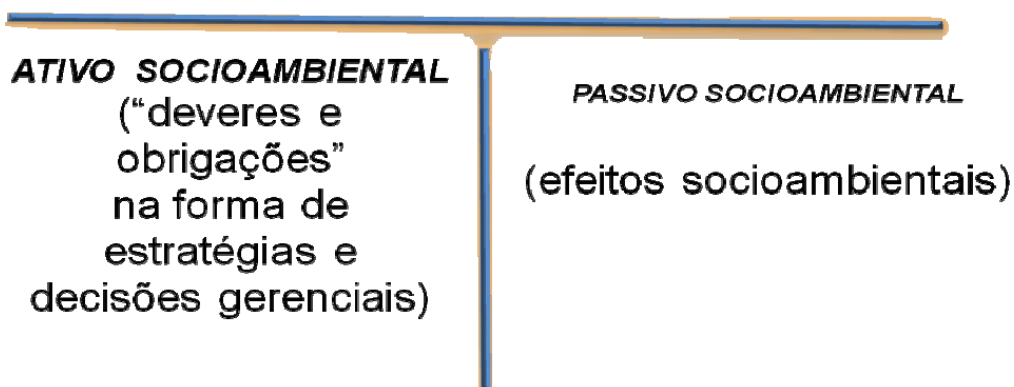 ATIVO SOCIOAMBIENTAL
(“deveres e
obrigações”
na forma de
estratégias e
decisões gerenciais)
PASSIVO SOCIOAMBIENTAL
(efeitos socioambientais)